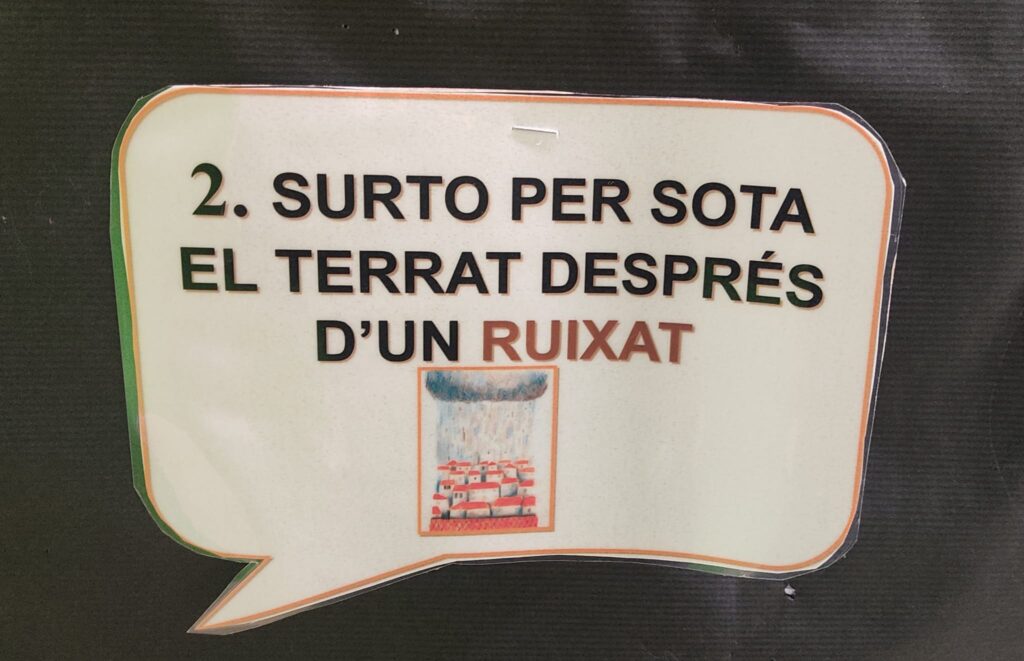 2. SURTO PER SOTA
EL TERRAT DESPRÉS
D’UN RUIXAT